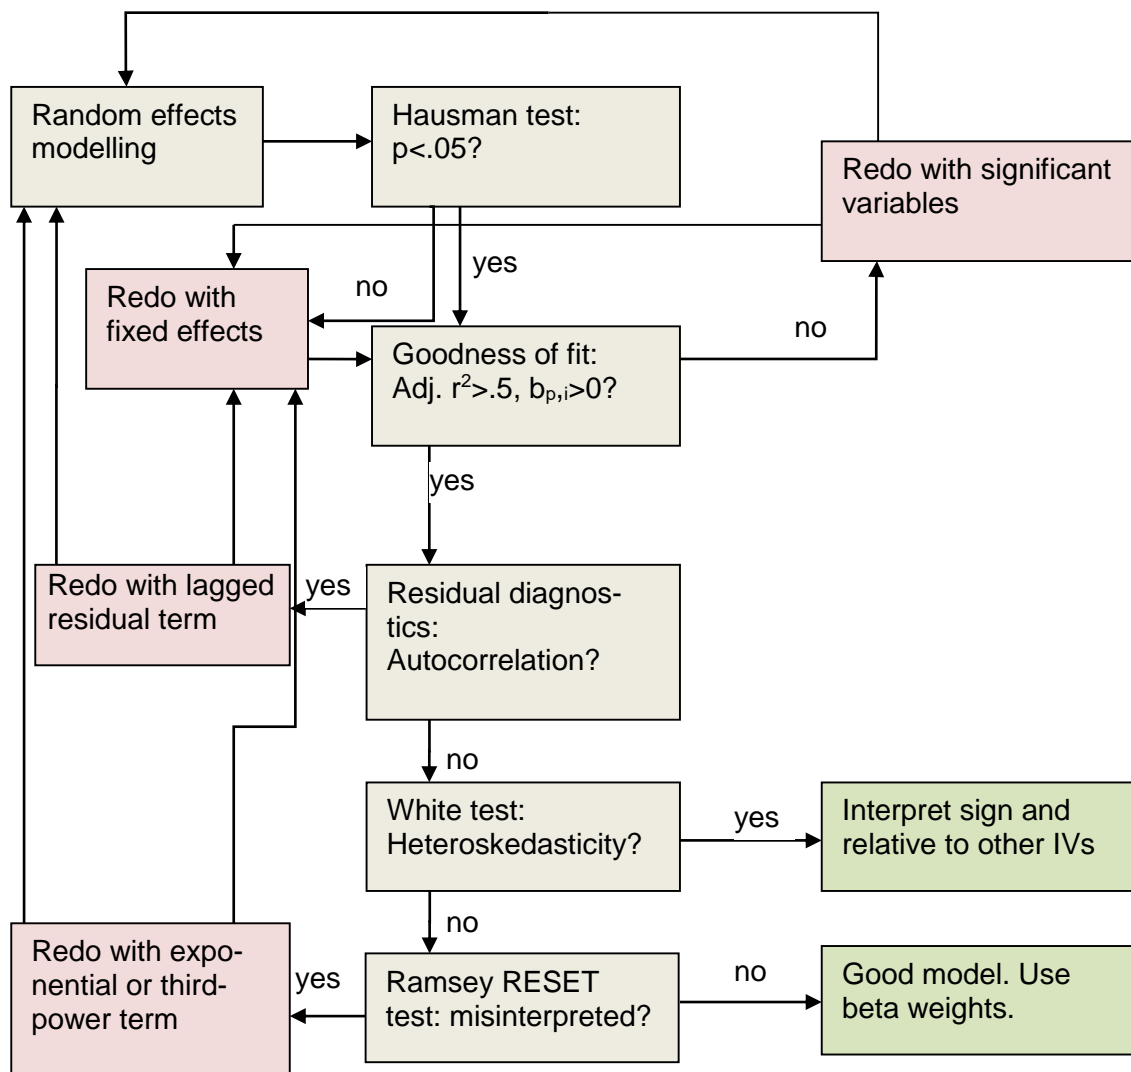 Random effects
modelling
Hausman test:
p<.05?
Redo with significant
variables
yes
no
Redo with
fixed effects
no
Goodness of fit:
Adj. r²>.5, bₚ,ᵢ>0?
yes
Redo with lagged
residual term
yes
Residual diagnos-
tics:
Autocorrelation?
no
White test:
Heteroskedasticity?
yes
Interpret sign and
relative to other IVs
no
Redo with expo-
nential or third-
power term
yes
Ramsey RESET
test: misinterpreted?
no
Good model. Use
beta weights.